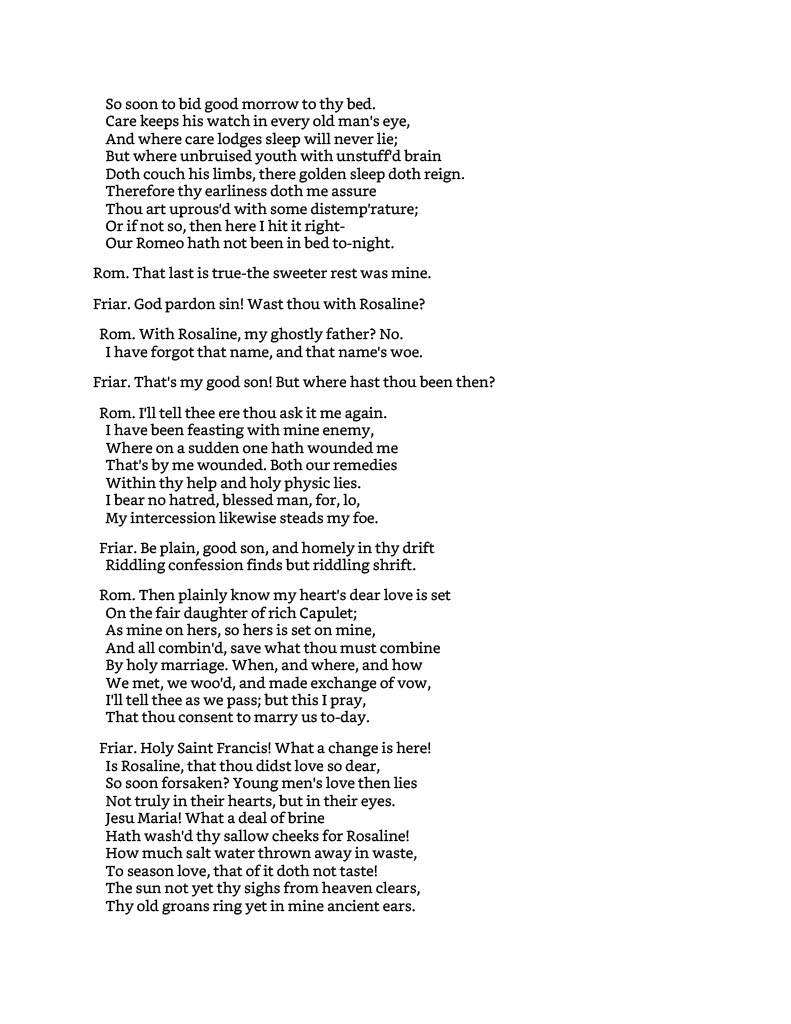 So soon to bid good morrow to thy bed.
Care keeps his watch in every old man's eye,
And where care lodges sleep will never lie;
But where unbruised youth with unstuff'd brain
Doth couch his limbs, there golden sleep doth reign.
Therefore thy earliness doth me assure
Thou art uprous'd with some distemp'rature;
Or if not so, then here I hit it right-
Our Romeo hath not been in bed to-night.
Rom. That last is true-the sweeter rest was mine.
Friar. God pardon sin! Wast thou with Rosaline?
Rom. With Rosaline, my ghostly father? No.
I have forgot that name, and that name's woe.
Friar. That's my good son! But where hast thou been then?
Rom. I'll tell thee ere thou ask it me again.
I have been feasting with mine enemy,
Where on a sudden one hath wounded me
That's by me wounded. Both our remedies
Within thy help and holy physic lies.
I bear no hatred, blessed man, for, lo,
My intercession likewise steads my foe.
Friar. Be plain, good son, and homely in thy drift
Riddling confession finds but riddling shrift.
Rom. Then plainly know my heart's dear love is set
On the fair daughter of rich Capulet;
As mine on hers, so hers is set on mine,
And all combin'd, save what thou must combine
By holy marriage. When, and where, and how
We met, we woo'd, and made exchange of vow,
I'll tell thee as we pass; but this I pray,
That thou consent to marry us to-day.
Friar. Holy Saint Francis! What a change is here!
Is Rosaline, that thou didst love so dear,
So soon forsaken? Young men's love then lies
Not truly in their hearts, but in their eyes.
Jesu Maria! What a deal of brine
Hath wash'd thy sallow cheeks for Rosaline!
How much salt water thrown away in waste,
To season love, that of it doth not taste!
The sun not yet thy sighs from heaven clears,
Thy old groans ring yet in mine ancient ears.